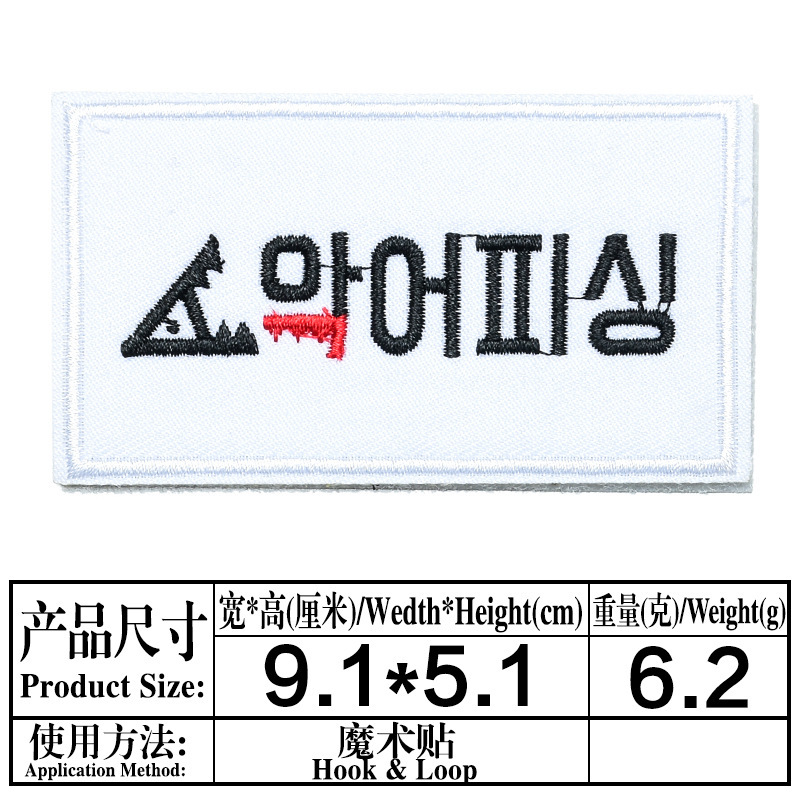 악어피싱
产品尺寸
Product Size:
宽*高(厘米)/Wedth*Height(cm)
重量(克)/Weight(g)
9.1*5.1
6.2
使用方法:
Application Method:
魔术贴
Hook & Loop